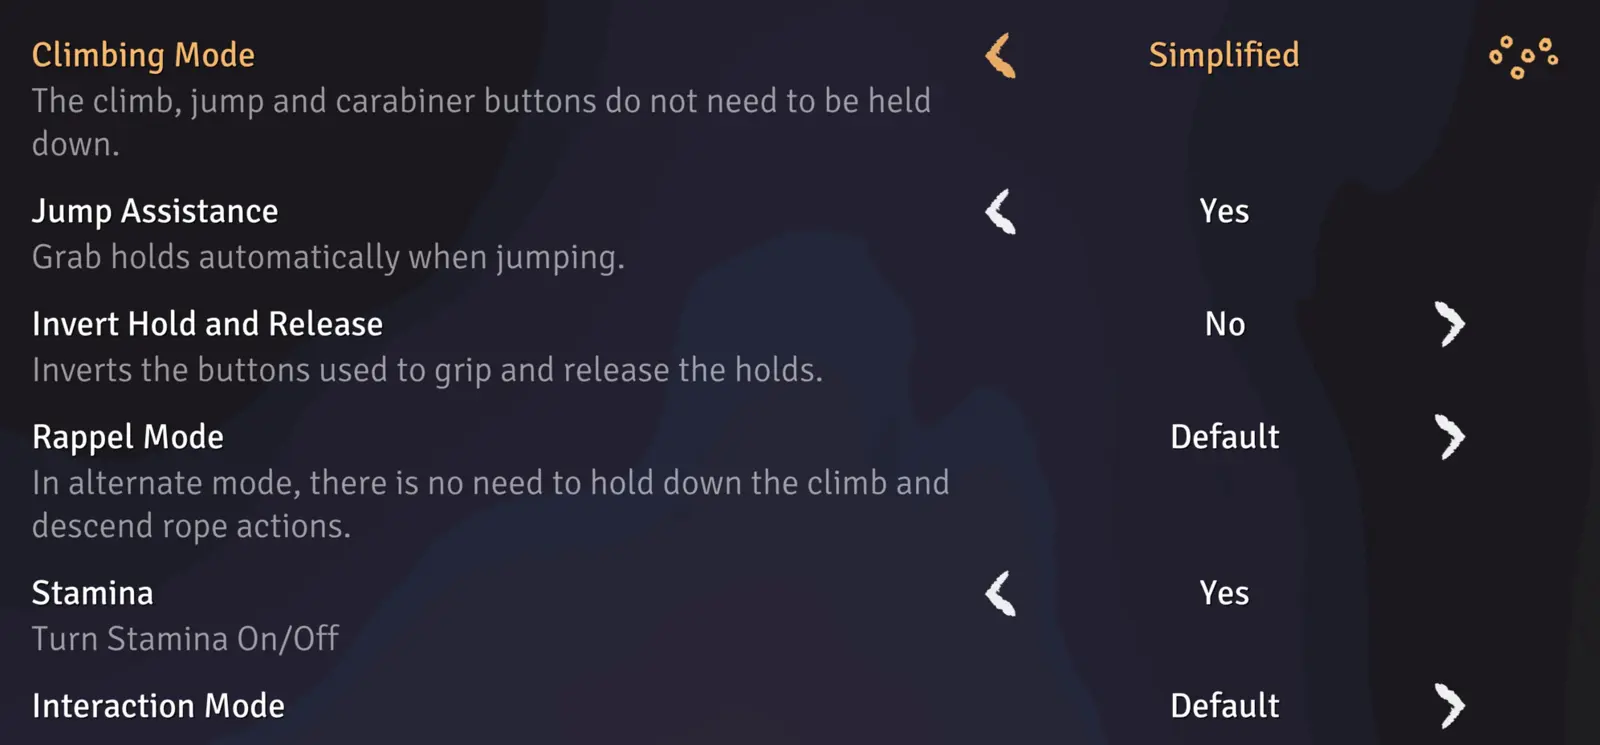 Climbing Mode
Simplified
The climb, jump and carabiner buttons do not need to be held
down.
Jump Assistance
Yes
Grab holds automatically when jumping.
Invert Hold and Release
No
Inverts the buttons used to grip and release the holds.
Rappel Mode
Default
In alternate mode, there is no need to hold down the climb and
descend rope actions.
Stamina
Yes
Turn Stamina On/Off
Interaction Mode
Default